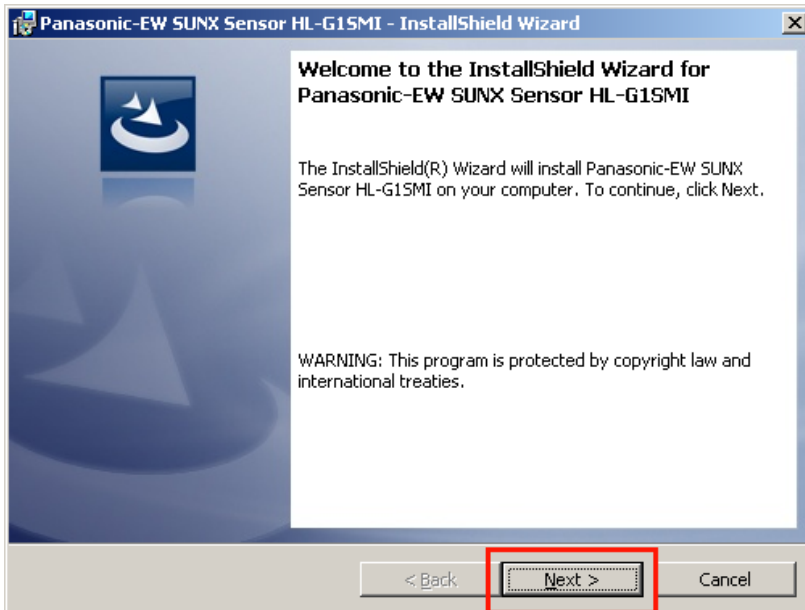 Panasonic-EW SUNX Sensor HL-G1SMI - InstallShield Wizard
Welcome to the InstallShield Wizard for
Panasonic-EW SUNX Sensor HL-G1SMI
The InstallShield(R) Wizard will install Panasonic-EW SUNX
Sensor HL-G1SMI on your computer. To continue, click Next.
WARNING: This program is protected by copyright law and
international treaties.
< Back
Next >
Cancel